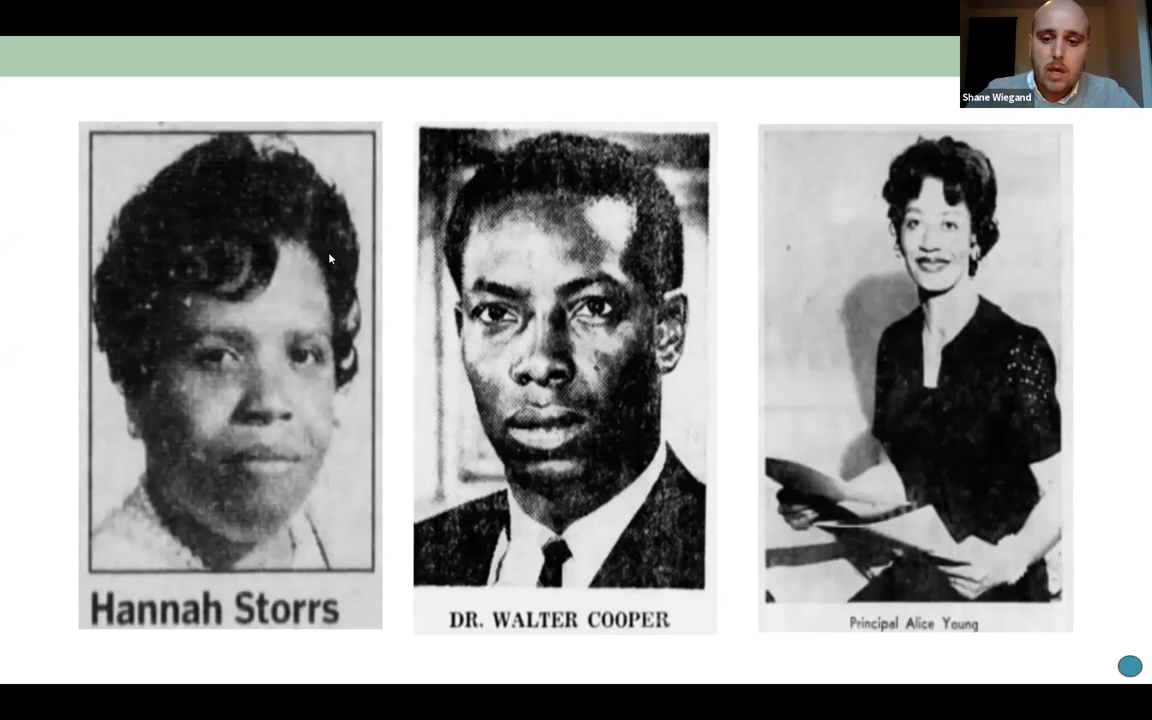 Shane Wiegand
Hannah Storrs
DR. WALTER COOPER
Principal Alice Young